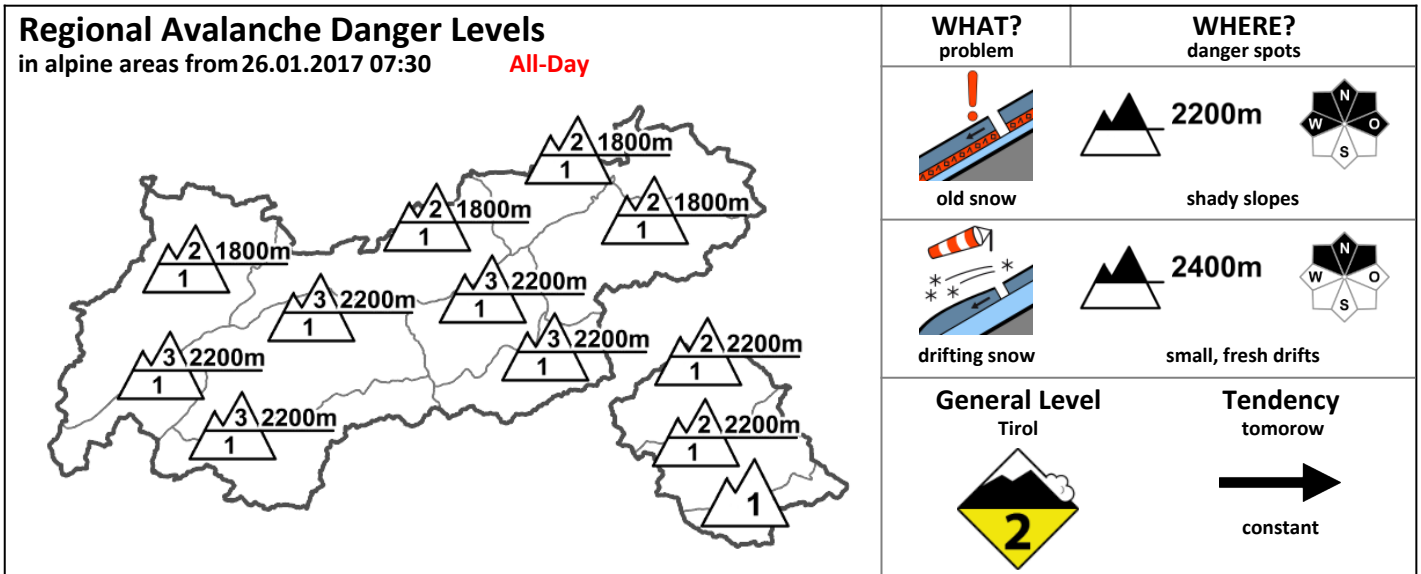 Regional Avalanche Danger Levels
in alpine areas from 26.01.2017 07:30 All-Day
2 1800m
1
2 1800m
1
2 1800m
1
2 1800m
1
3 2200m
1
3 2200m
1
3 2200m
1
3 2200m
1
3 2200m
1
2 2200m
1
2 2200m
1
1
WHAT?
problem
WHERE?
danger spots
old snow
2200m
N
W O
S
shady slopes
drifting snow
2400m
N
W O
S
small, fresh drifts
General Level
Tirol
2
Tendency
tomorow
constant